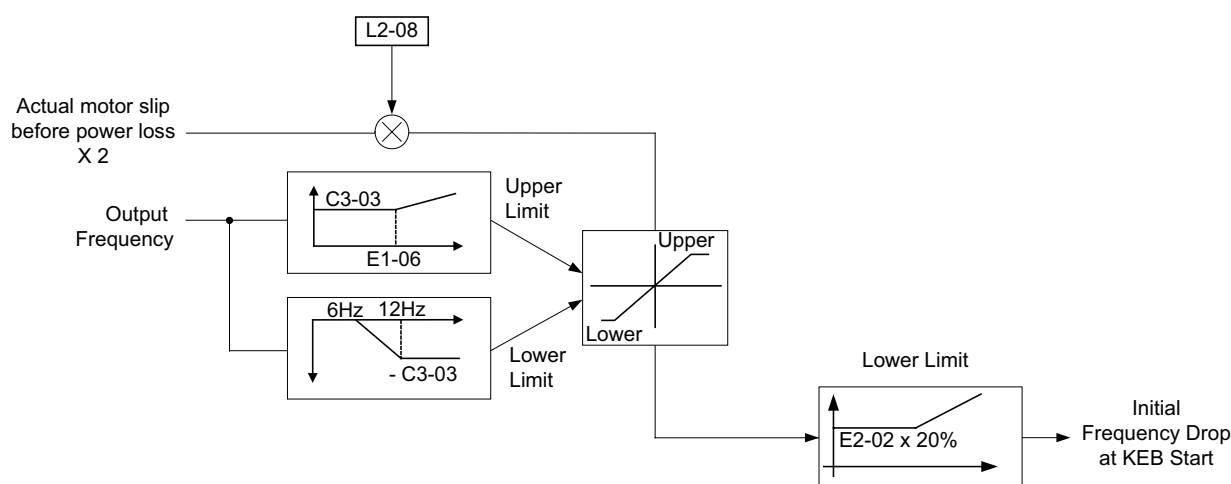 L2-08
Actual motor slip
before power loss
X 2
Output
Frequency
C3-03
E1-06
Upper
Limit
6Hz 12Hz
- C3-03
Lower
Limit
Upper
Lower
Lower Limit
E2-02 x 20%
Initial
Frequency Drop
at KEB Start